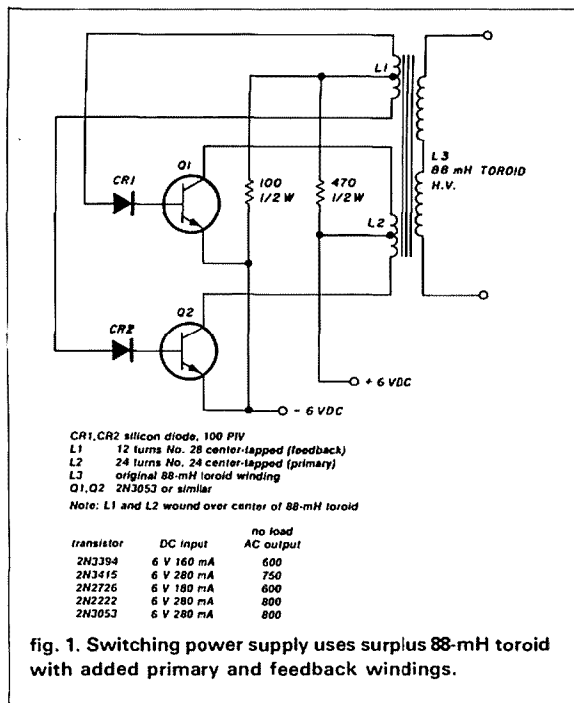 L1
Q1
CR1
100
1/2 W
470
1/2 W
L3
88 mH TOROID
H.V.
L2
Q2
CR2
+ 6 VDC
- 6 VDC
CR1,CR2 silicon diode, 100 PIV
L1 12 turns No. 28 center-tapped (feedback)
L2 24 turns No. 24 center-tapped (primary)
L3 original 88-mH toroid winding
Q1,Q2 2N3053 or similar
Note: L1 and L2 wound over center of 88-mH toroid
no load
transistor DC input AC output
2N3394 6 V 160 mA 600
2N3415 6 V 280 mA 750
2N2726 6 V 180 mA 600
2N2222 6 V 280 mA 800
2N3053 6 V 280 mA 800
fig. 1. Switching power supply uses surplus 88-mH toroid
with added primary and feedback windings.